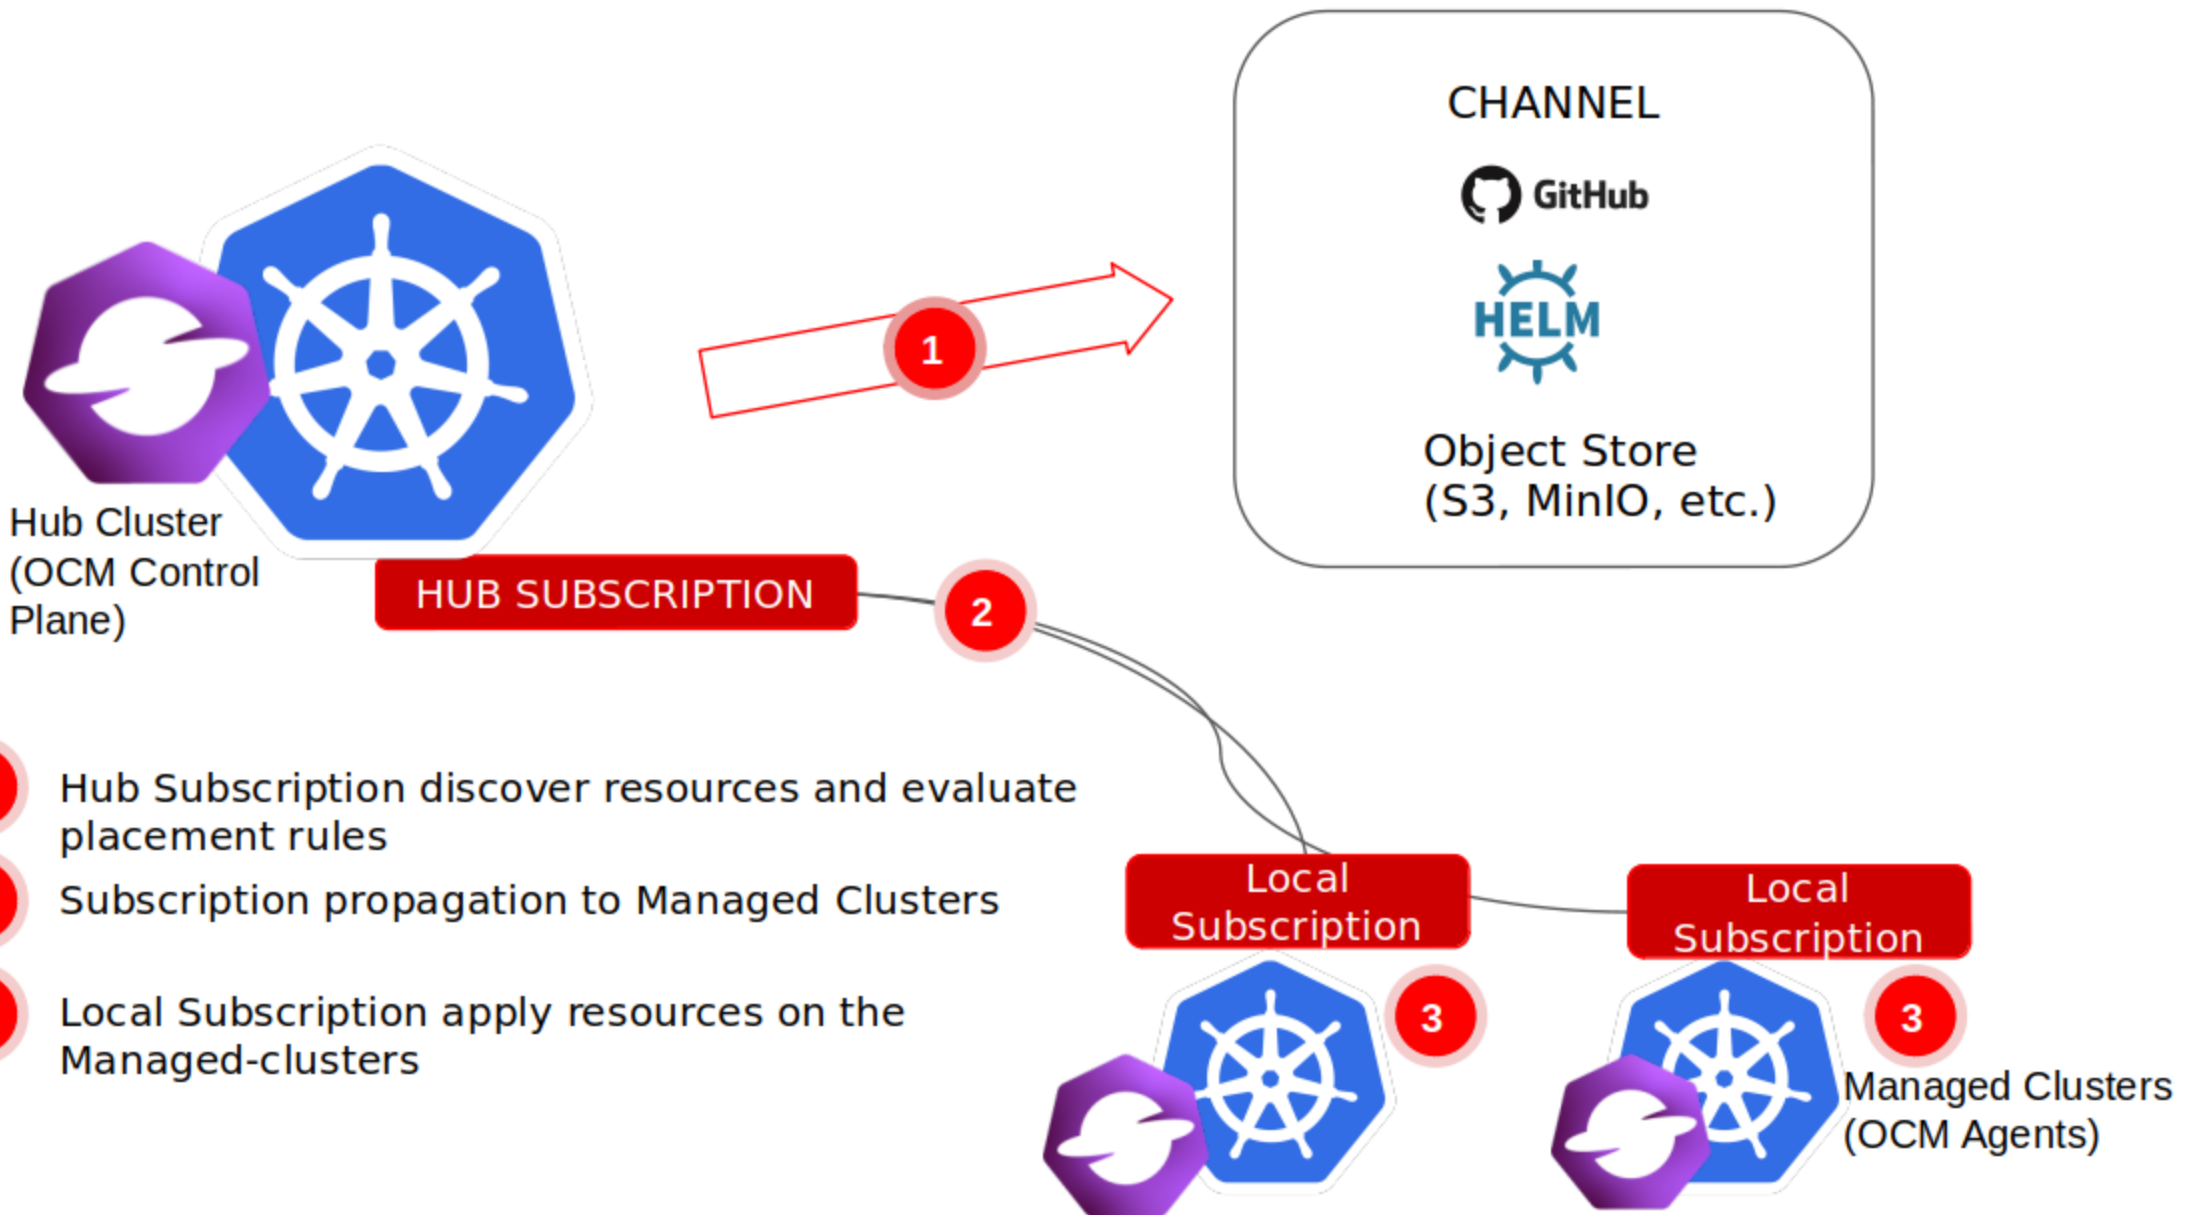 CHANNEL
GitHub
HELM
Object Store
(S3, MinIO, etc.)
1
Hub Cluster
(OCM Control
Plane)
HUB SUBSCRIPTION
2
Hub Subscription discover resources and evaluate
placement rules
Subscription propagation to Managed Clusters
Local Subscription apply resources on the
Managed-clusters
Local
Subscription
Local
Subscription
3
3
Managed Clusters
(OCM Agents)